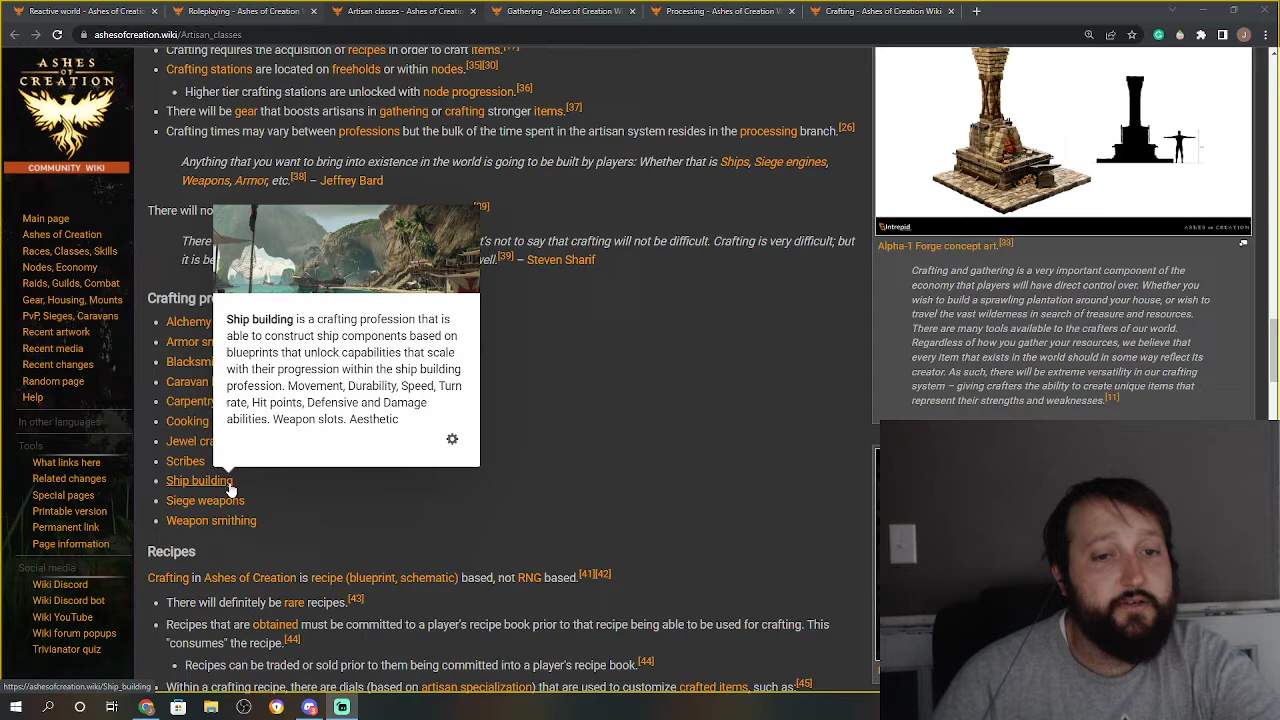 Reactive world - Ashes of Creatio
Roleplaying - Ashes of Creation
Artisan classes - Ashes of Creatio
Gathering - Ashes of Creation Wi
Processing - Ashes of Creation W
Crafting - Ashes of Creation Wiki
ashesofcreation.wiki/Artisan_classes
ASHES
OF
CREATION
COMMUNITY WIKI
Main page
Ashes of Creation
Races, Classes, Skills
Nodes, Economy
Raids, Guilds, Combat
Gear, Housing, Mounts
PvP, Sieges, Caravans
Recent artwork
Recent media
Recent changes
Random page
Help
In other languages
Tools
What links here
Related changes
Special pages
Printable version
Permanent link
Page information
Social media
Wiki Discord
Wiki Discord bot
Wiki YouTube
Wiki forum popups
Trivianator quiz
https://ashesofcreation.wiki/Ship_building
Crafting requires the acquisition of recipes in order to craft items.
Crafting stations are located on freeholds or within nodes.[35][30]
Higher tier crafting stations are unlocked with node progression.[36]
There will be gear that boosts artisans in gathering or crafting stronger items.[37]
Crafting times may vary between professions but the bulk of the time spent in the artisan system resides in the processing branch.[26]
Anything that you want to bring into existence in the world is going to be built by players: Whether that is Ships, Siege engines,
Weapons, Armor, etc.[38] – Jeffrey Bard
There will no
[39]
There
t's not to say that crafting will not be difficult. Crafting is very difficult; but
it is be
well.[39] – Steven Sharif
Crafting pr
Alchemy
Armor sm
Blacksmi
Caravan
Carpentr
Cooking
Jewel cra
Scribes
Ship building
Siege weapons
Weapon smithing
Ship building is a crafting profession that is
able to construct ship components based on
blueprints that unlock capabilities that scale
with their progression within the ship building
profession. Movement, Durability, Speed, Turn
rate, Hit points, Defensive and Damage
abilities. Weapon slots. Aesthetic
Recipes
Crafting in Ashes of Creation is recipe (blueprint, schematic) based, not RNG based.[41][42]
There will definitely be rare recipes.[43]
Recipes that are obtained must be committed to a player's recipe book prior to that recipe being able to be used for crafting. This
"consumes" the recipe.[44]
Recipes can be traded or sold prior to them being committed into a player's recipe book.[44]
Within a crafting recipe, there are dials (based on artisan specialization) that are used to customize crafted items, such as:[45]
Intrepid
ASHES OF CREATION
Alpha-1 Forge concept art.[33]
Crafting and gathering is a very important component of the
economy that players will have direct control over. Whether you
wish to build a sprawling plantation around your house, or wish to
travel the vast wilderness in search of treasure and resources.
There are many tools available to the crafters of our world.
Regardless of how you gather your resources, we believe that
every item that exists in the world should in some way reflect its
creator. As such, there will be extreme versatility in our crafting
system – giving crafters the ability to create unique items that
represent their strengths and weaknesses.[11]